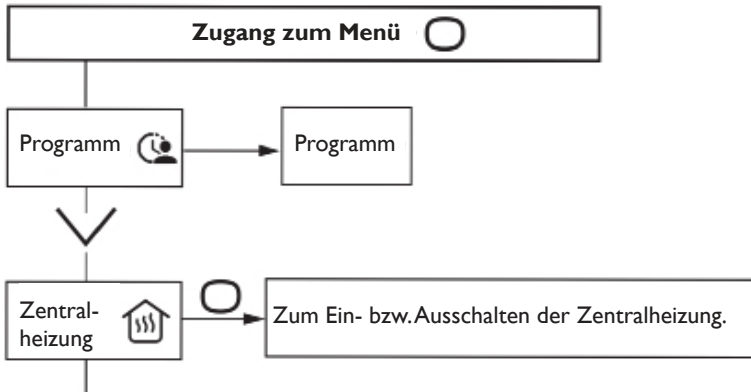 Zugang zum Menü
Programm
Programm
Zentral-
heizung
Zum Ein- bzw. Ausschalten der Zentralheizung.